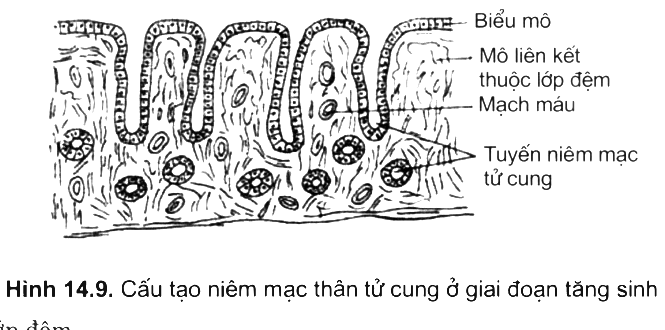 Biểu mô
Mô liên kết
thuộc lớp đệm
Mạch máu
Tuyến niêm mạc
tử cung
Hình 14.9. Cấu tạo niêm mạc thân tử cung ở giai đoạn tăng sinh